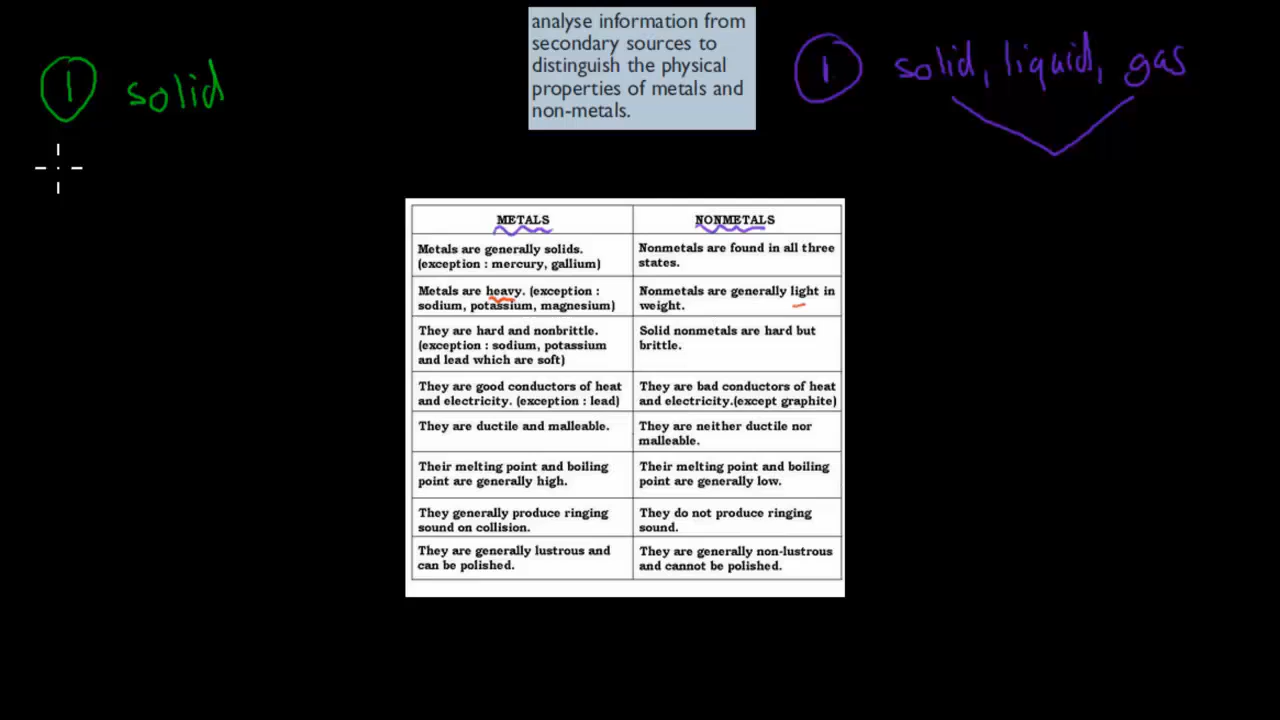 analyse information from
secondary sources to
distinguish the physical
properties of metals and
non-metals.
1 solid
1 solid, liquid, gas
METALS
NONMETALS
Metals are generally solids.
(exception : mercury, gallium)
Nonmetals are found in all three
states.
Metals are heavy. (exception :
sodium, potassium, magnesium)
Nonmetals are generally light in
weight.
They are hard and nonbrittle.
(exception : sodium, potassium
and lead which are soft)
Solid nonmetals are hard but
brittle.
They are good conductors of heat
and electricity. (exception : lead)
They are bad conductors of heat
and electricity.(except graphite)
They are ductile and malleable.
They are neither ductile nor
malleable.
Their melting point and boiling
point are generally high.
Their melting point and boiling
point are generally low.
They generally produce ringing
sound on collision.
They do not produce ringing
sound.
They are generally lustrous and
can be polished.
They are generally non-lustrous
and cannot be polished.